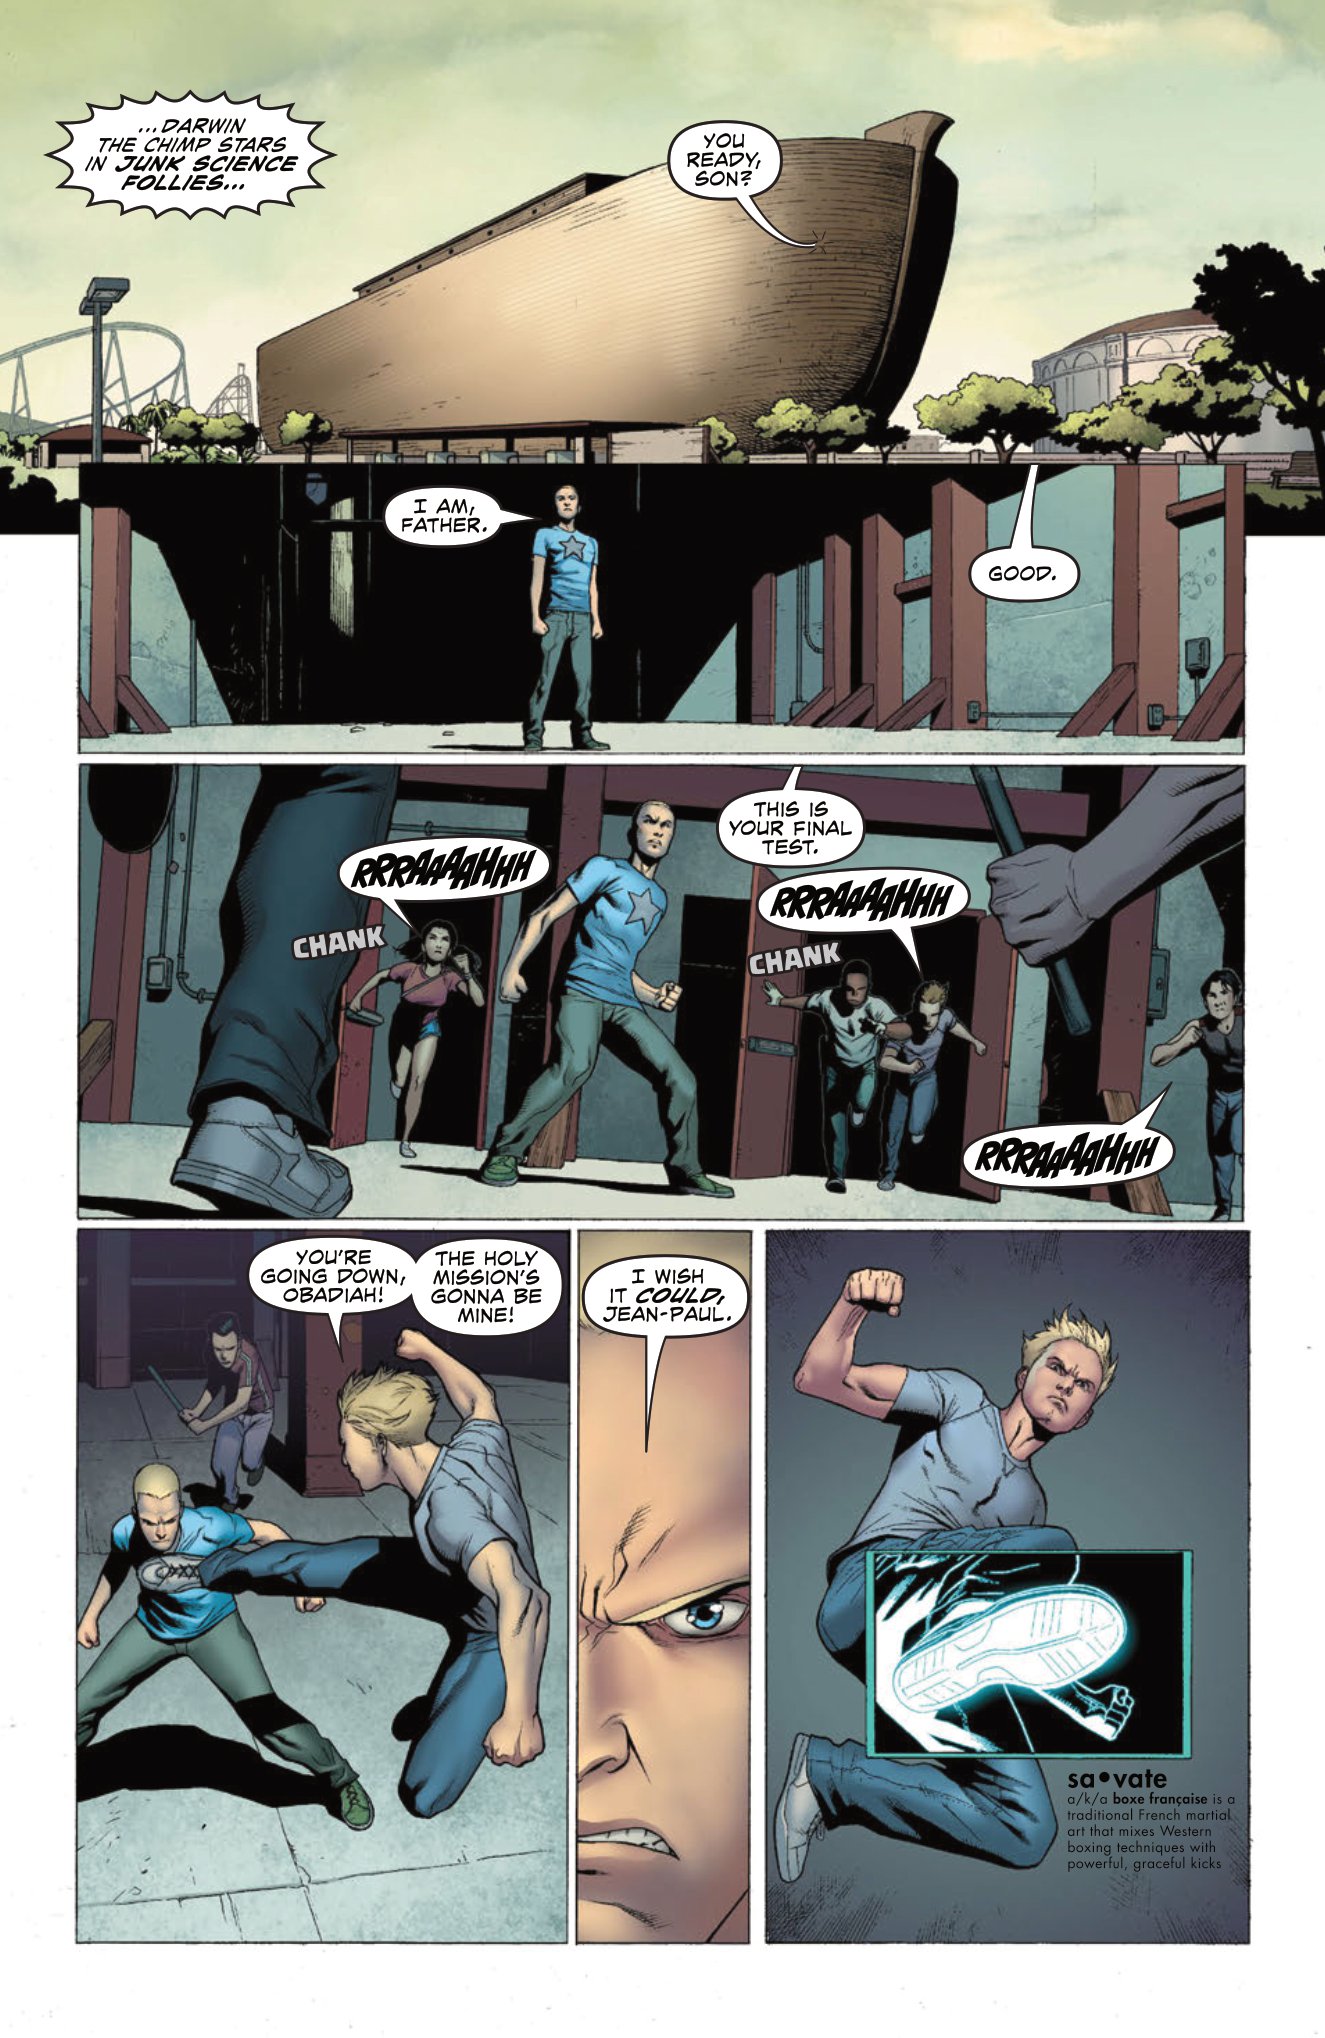 ...DARWIN
THE CHIMP STARS
IN JUNK SCIENCE
FOLLIES...
YOU
READY,
SON?
I AM,
FATHER.
GOOD.
THIS IS
YOUR FINAL
TEST.
RRRAAAAHHH
CHANK
RRRAAAAHHH
CHANK
RRRAAAAHHH
YOU'RE
GOING DOWN,
OBADIAH!
THE HOLY
MISSION'S
GONNA BE
MINE!
I WISH
IT COULD,
JEAN-PAUL.
sa•vate
a/k/a boxe française is a
traditional French martial
art that mixes Western
boxing techniques with
powerful, graceful kicks